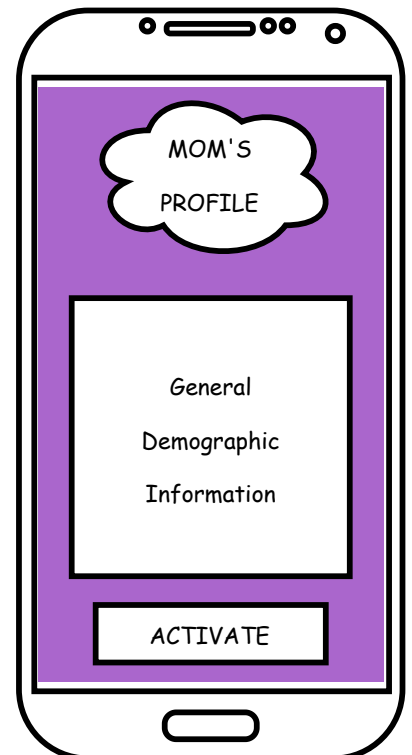 MOM'S
PROFILE
General
Demographic
Information
ACTIVATE